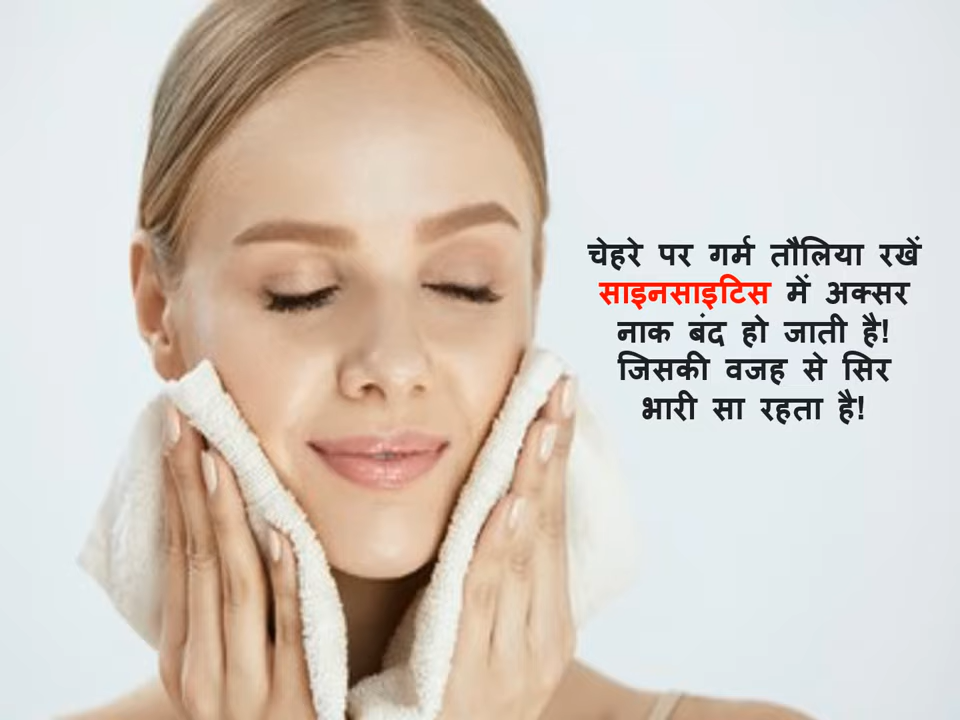 चेहरे पर गर्म तौलिया रखें
साइनसाइटिस में अक्सर
नाक बंद हो जाती है!
जिसकी वजह से सिर
भारी सा रहता है!